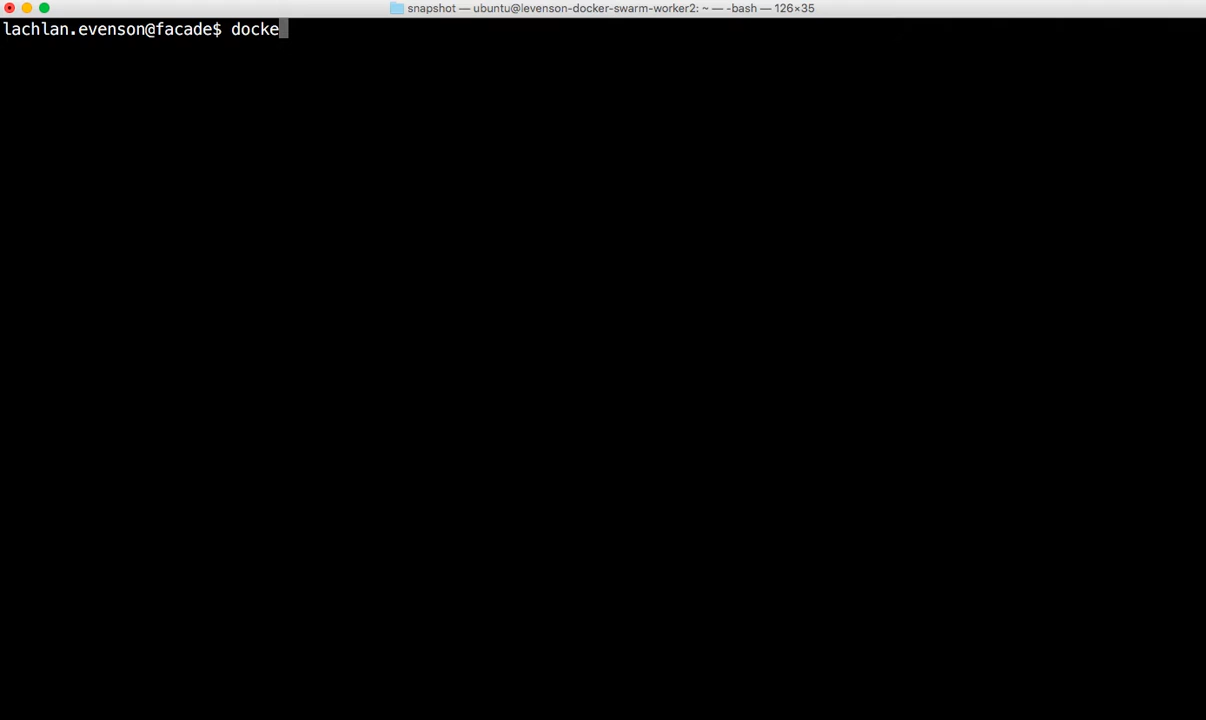 snapshot — ubuntu@levenson-docker-swarm-worker2: ~ — -bash — 126×35
lachlan.evenson@facade$ docke